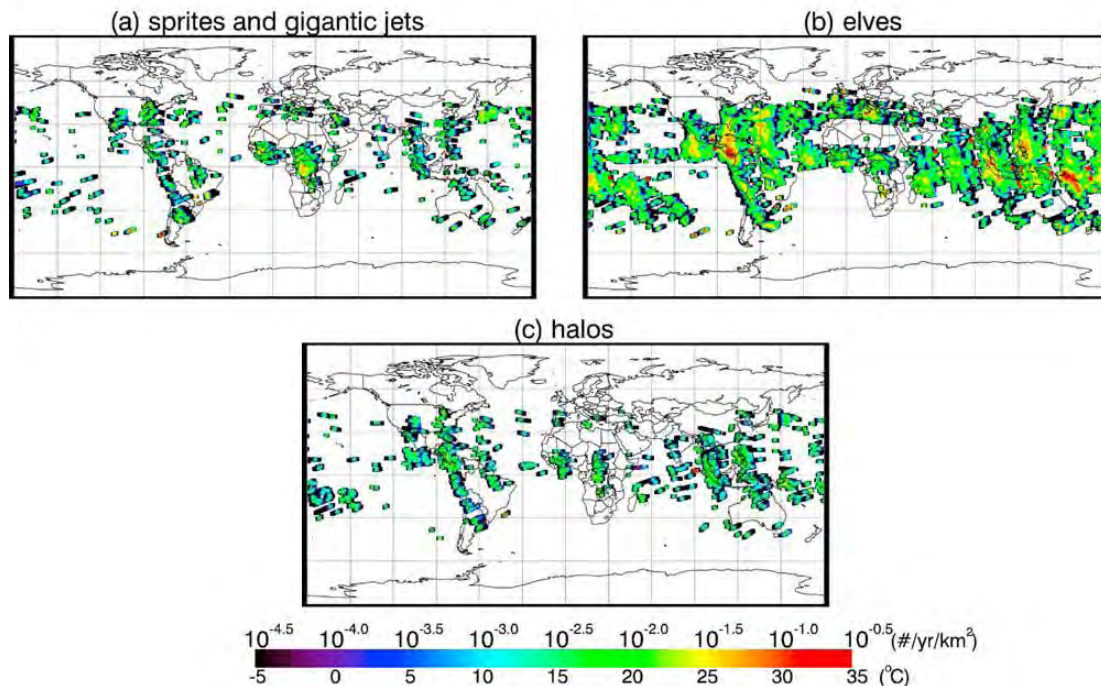 (a) sprites and gigantic jets
(b) elves
(c) halos
10^-4.5 10^-4.0 10^-3.5 10^-3.0 10^-2.5 10^-2.0 10^-1.5 10^-1.0 10^-0.5 (#/yr/km²)
-5 0 5 10 15 20 25 30 35 (°C)